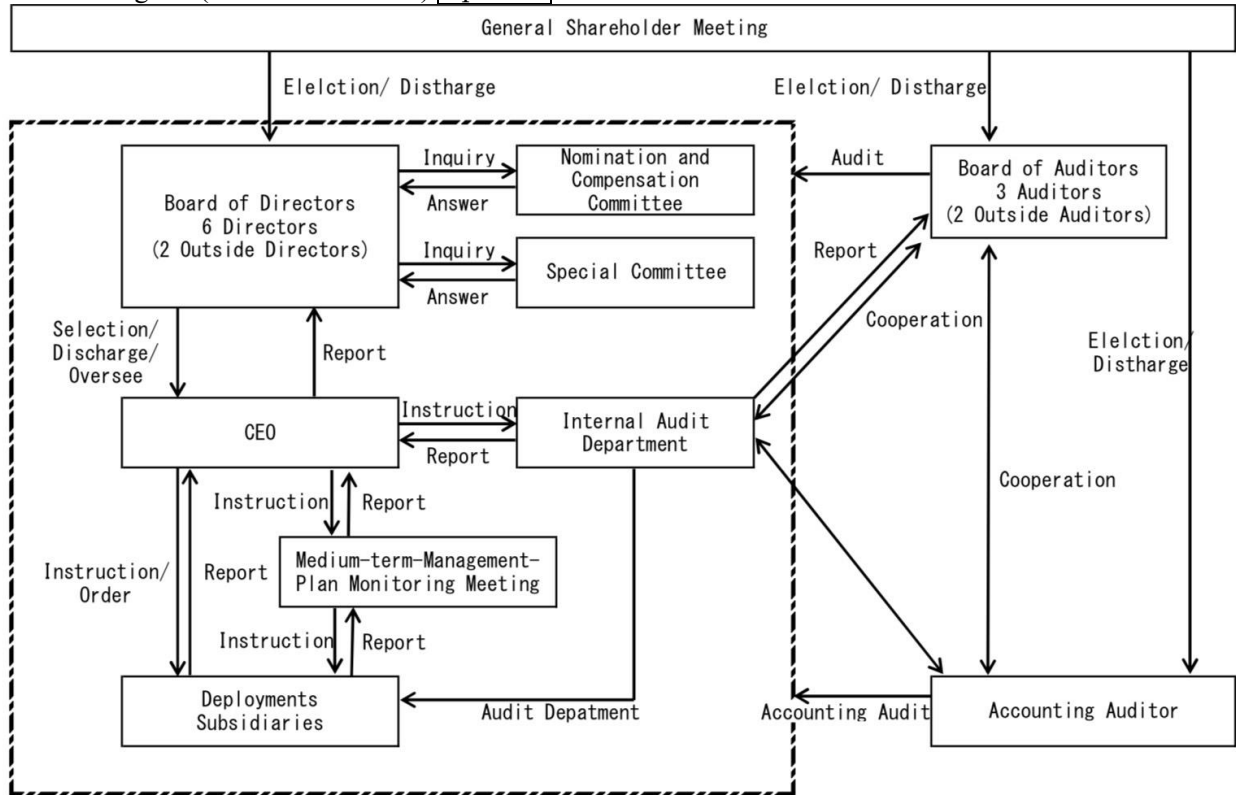 General Shareholder Meeting
Elelction/ Distharge
Elelction/ Distharge
Board of Directors
6 Directors
(2 Outside Directors)
Inquiry
Answer
Nomination and
Compensation
Committee
Audit
Board of Auditors
3 Auditors
(2 Outside Auditors)
Inquiry
Answer
Special Committee
Report
Cooperation
Selection/
Discharge/
Oversee
Report
Elelction/
Distharge
CEO
Instruction
Report
Internal Audit
Department
Cooperation
Instruction
Report
Medium-term-Management-
Plan Monitoring Meeting
Instruction/
Order
Report
Instruction
Report
Deployments
Subsidiaries
Audit Depatment
Accounting Audit
Accounting Auditor